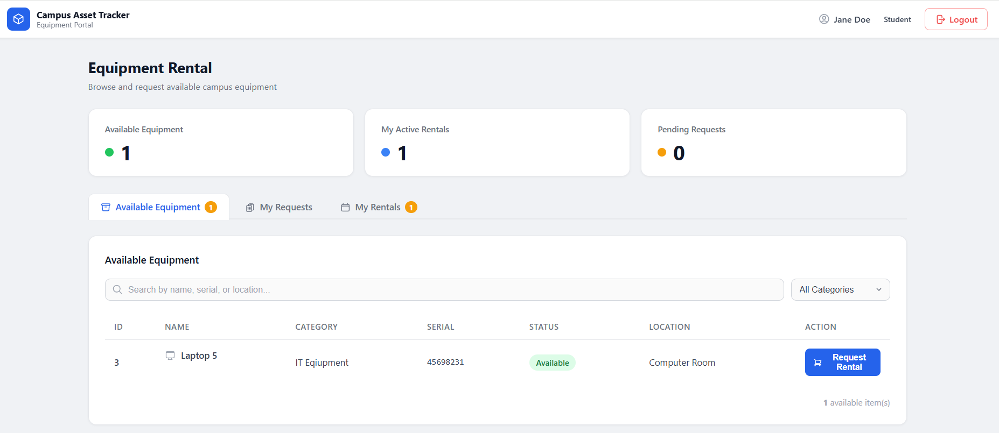 Campus Asset Tracker
Equipment Portal
Jane Doe
Student
Logout
Equipment Rental
Browse and request available campus equipment
Available Equipment
1
My Active Rentals
1
Pending Requests
0
Available Equipment 1
My Requests
My Rentals 1
Available Equipment
Search by name, serial, or location...
All Categories
ID NAME CATEGORY SERIAL STATUS LOCATION ACTION
3 Laptop 5 IT Eqiupment 45698231 Available Computer Room Request
Rental
1 available item(s)